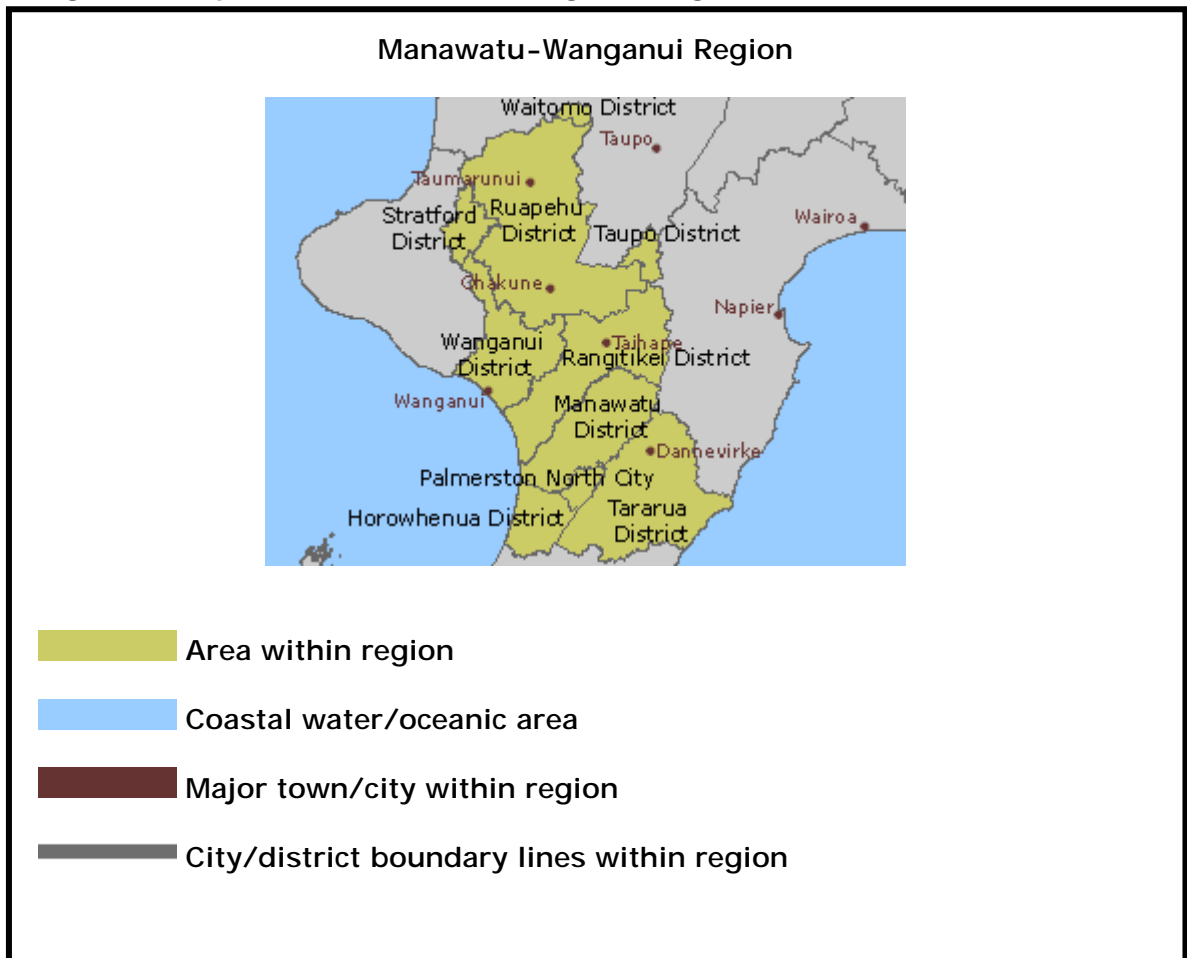 Manawatu-Wanganui Region
Waitomo District
Taupo
Taumarunui
Stratford
District
Ruapehu
District
Taupo District
Wairoa
Ohakune
Napier
Wanganui
District
Taihape
Rangitikei District
Wanganui
Manawatu
District
Dannevirke
Palmerston North City
Horowhenua District
Tararua
District
Area within region
Coastal water/oceanic area
Major town/city within region
City/district boundary lines within region